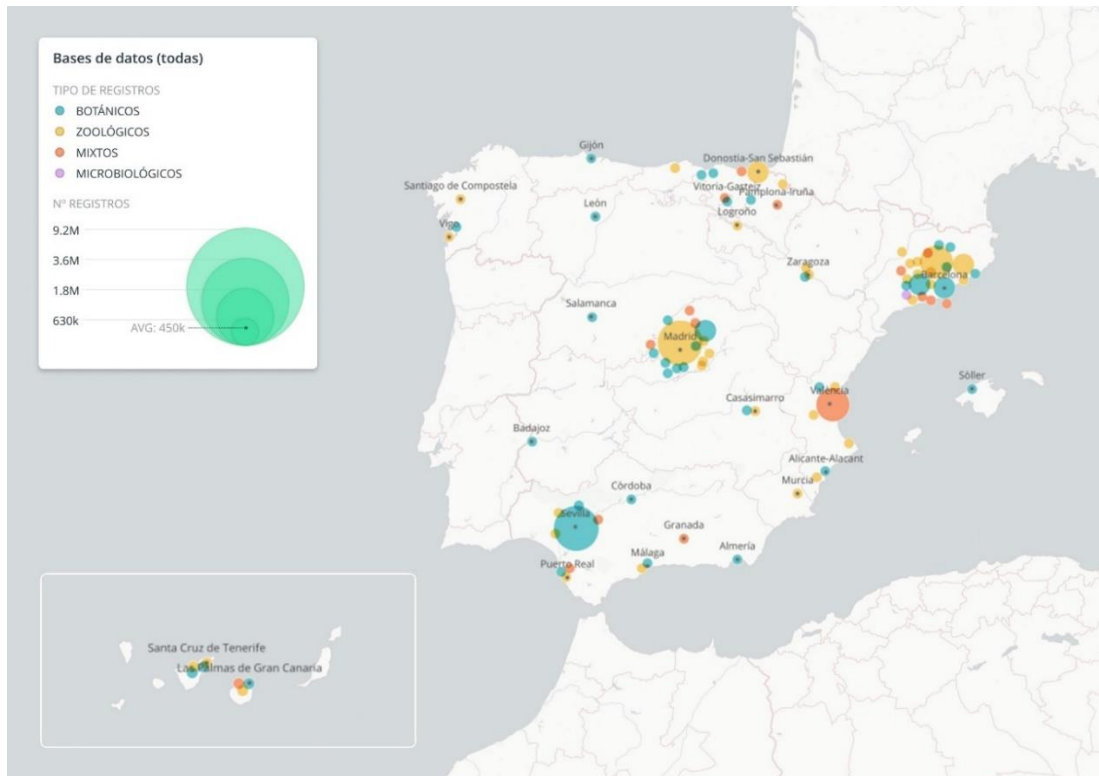 Bases de datos (todas)
TIPO DE REGISTROS
BOTÁNICOS
ZOOLÓGICOS
MIXTOS
MICROBIOLÓGICOS
Nº REGISTROS
9.2M
3.6M
1.8M
630k
AVG: 450k
Gijón
Donostia-San Sebastián
Santiago de Compostela
Vitoria-Gasteiz
Pamplona-Iruña
León
Logroño
Vigo
Zaragoza
Barcelona
Salamanca
Madrid
Sóller
València
Casasimarro
Badajoz
Alicante-Alacant
Murcia
Córdoba
Sevilla
Granada
Almería
Málaga
Puerto Real
Santa Cruz de Tenerife
Las Palmas de Gran Canaria